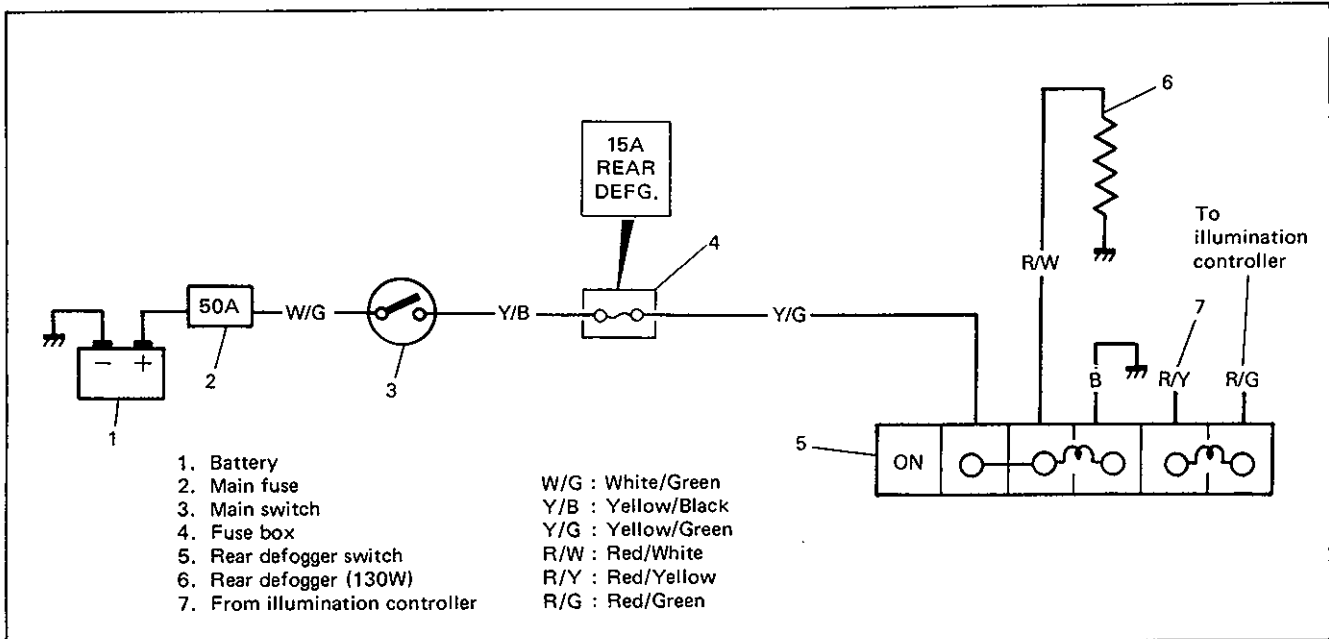 15A
REAR
DEFG.
6
4
To
illumination
controller
50A
W/G
Y/B
Y/G
R/W
7
B
R/Y
R/G
- +
2
3
1
5
ON
1. Battery
2. Main fuse
3. Main switch
4. Fuse box
5. Rear defogger switch
6. Rear defogger (130W)
7. From illumination controller
W/G : White/Green
Y/B : Yellow/Black
Y/G : Yellow/Green
R/W : Red/White
R/Y : Red/Yellow
R/G : Red/Green